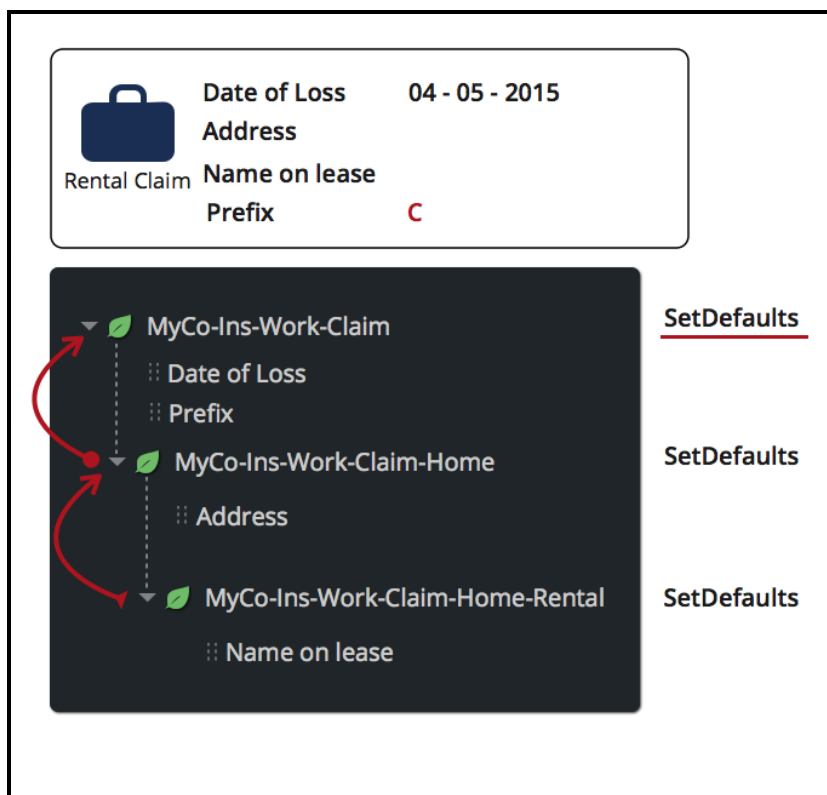 Date of Loss 04 - 05 - 2015
Address
Name on lease
Rental Claim
Prefix C
MyCo-Ins-Work-Claim SetDefaults
Date of Loss
Prefix
MyCo-Ins-Work-Claim-Home SetDefaults
Address
MyCo-Ins-Work-Claim-Home-Rental SetDefaults
Name on lease